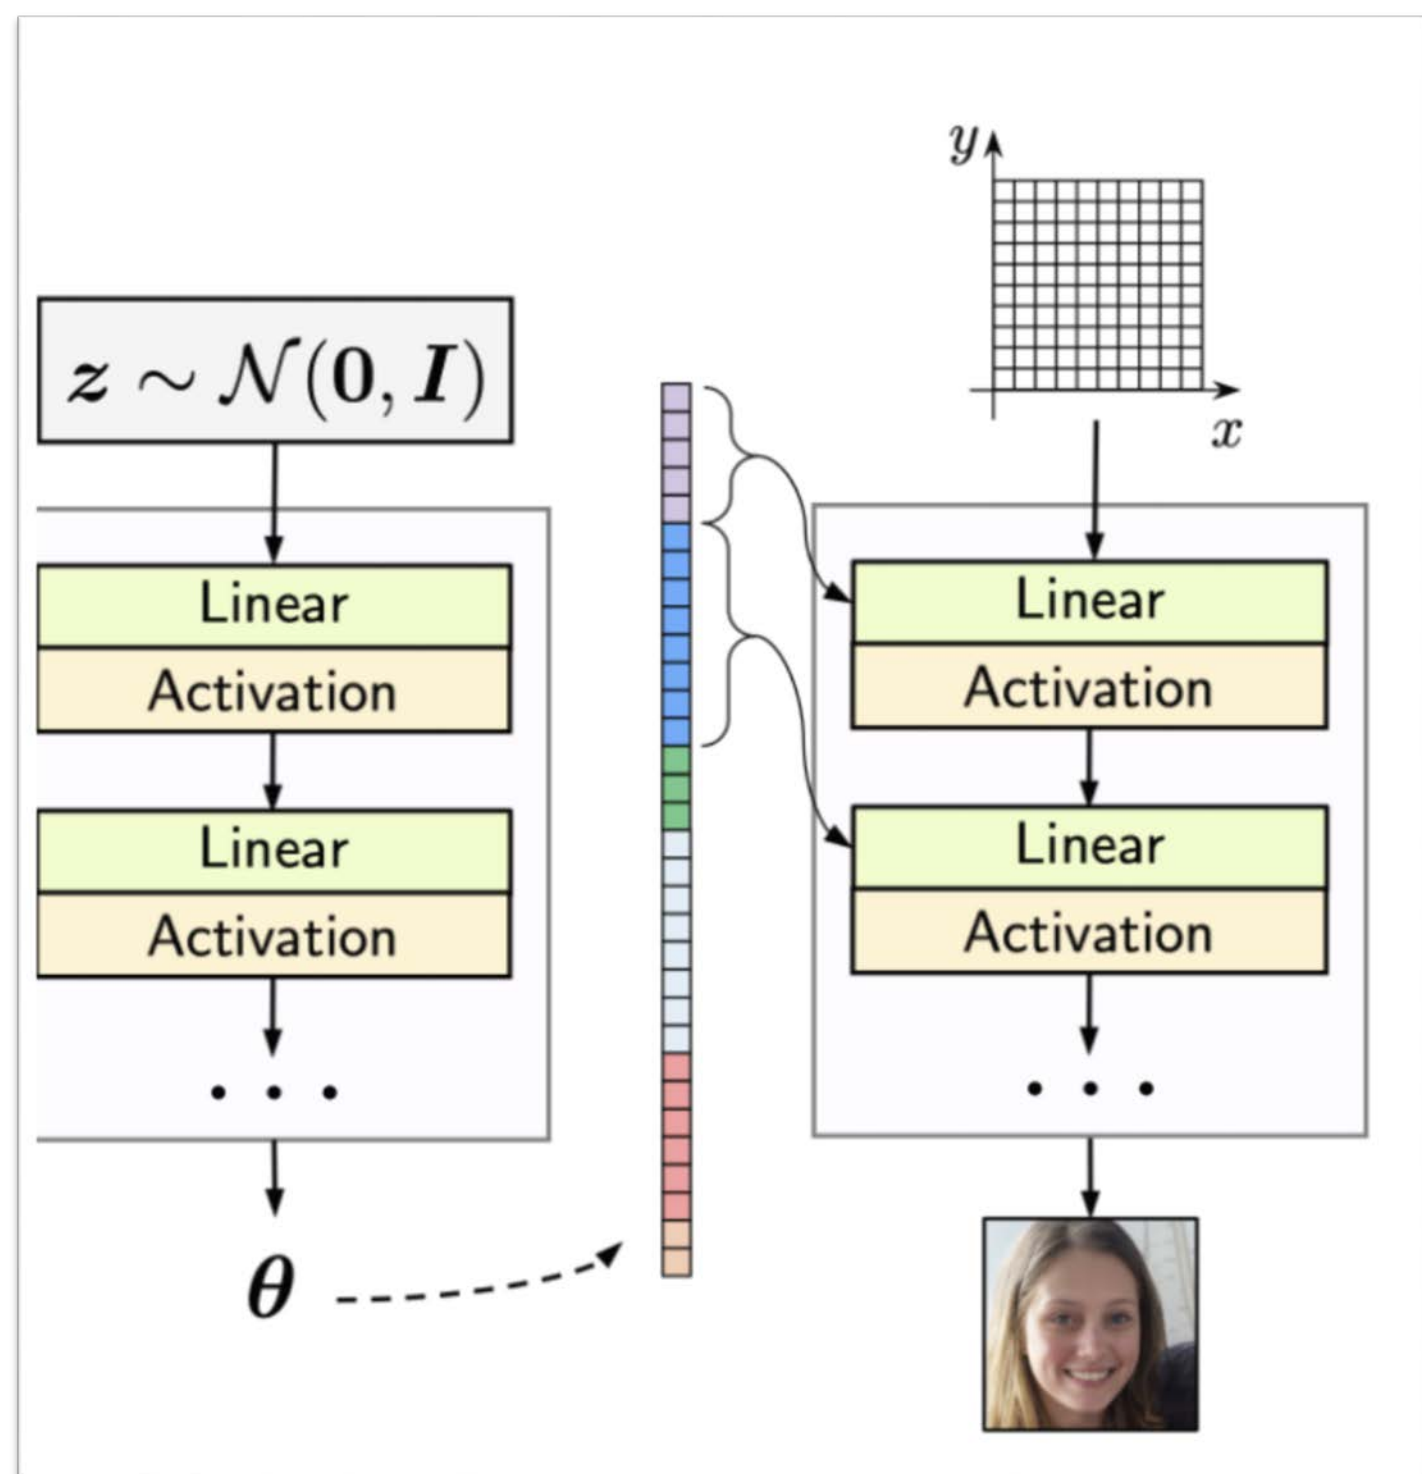 z ∼ 𝒩(0, I)
Linear
Activation
Linear
Activation
. . .
θ
y
x
Linear
Activation
Linear
Activation
. . .